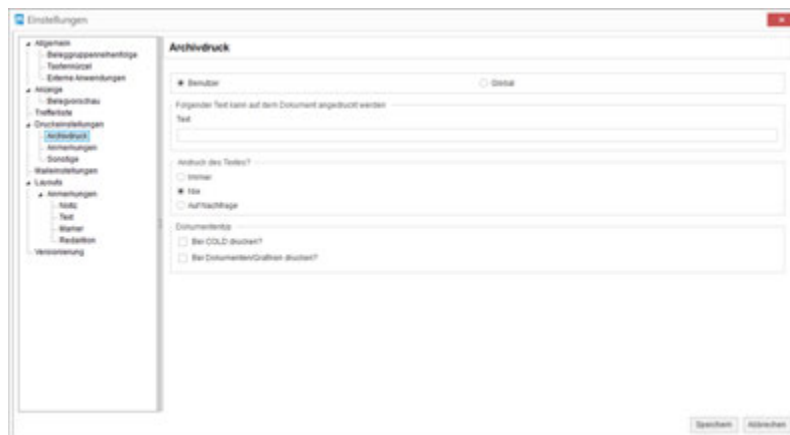 Einstellungen
Allgemein
Beleggruppenreihenfolge
Tastenkürzel
Externe Anwendungen
Anzeige
Belegvorschau
Trefferliste
Druckeinstellungen
Archivdruck
Anmerkungen
Sonstige
Maileinstellungen
Layouts
Anmerkungen
Notiz
Text
Marker
Redaktion
Versionierung
Archivdruck
Benutzer
Global
Folgender Text kann auf dem Dokument angedruckt werden
Text
Andruck des Textes?
Immer
Nie
Auf Nachfrage
Dokumententyp
Bei COLD drucken?
Bei Dokumenten/Grafiken drucken?
Speichern
Abbrechen